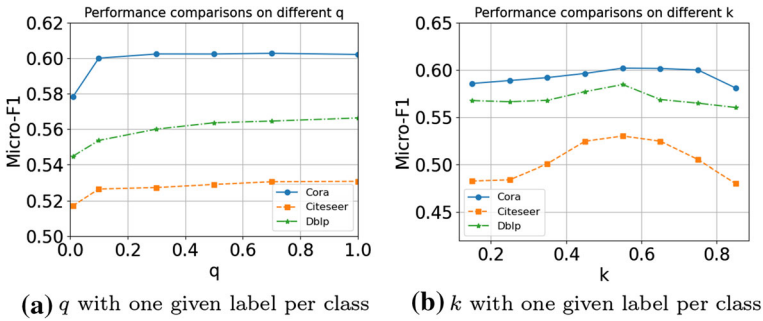 Performance comparisons on different q
Micro-F1
0.62
0.60
0.58
0.56
0.54
0.52
0.50
0.0 0.2 0.4 0.6 0.8 1.0
q
Cora
Citeseer
Dblp
(a) q with one given label per class
Performance comparisons on different k
Micro-F1
0.65
0.60
0.55
0.50
0.45
0.2 0.4 0.6 0.8
k
Cora
Citeseer
Dblp
(b) k with one given label per class